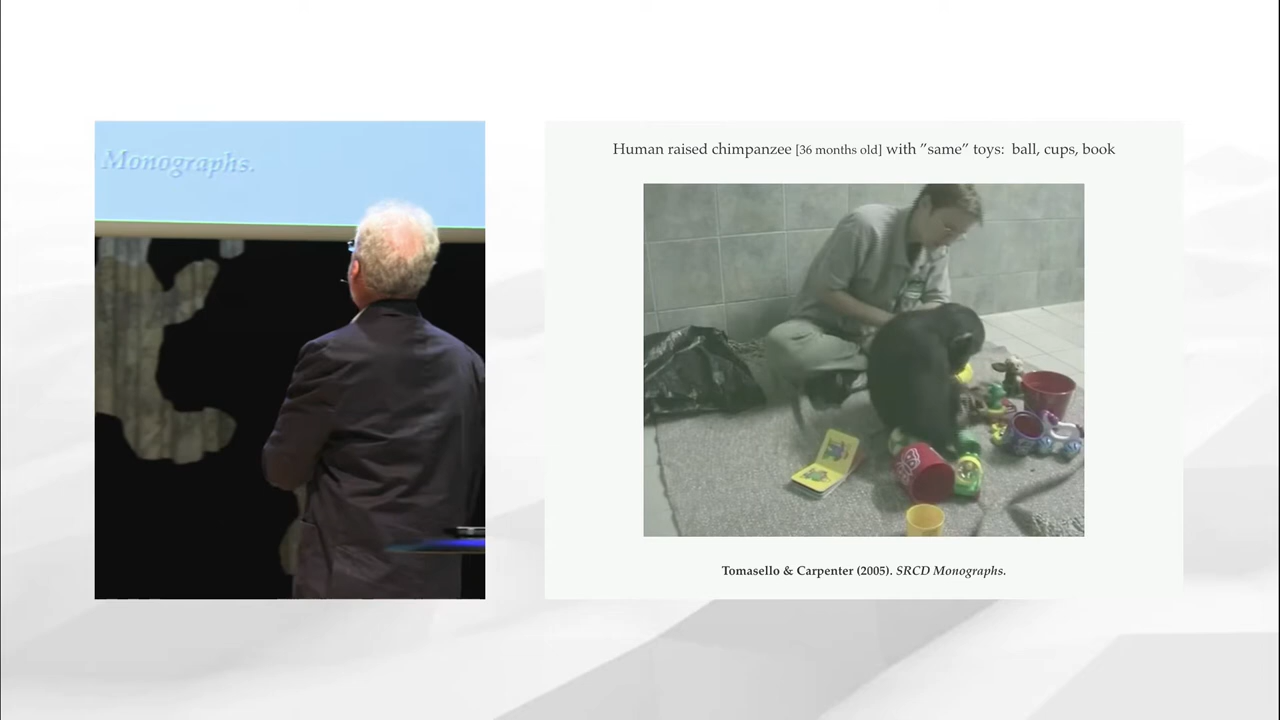 Monographs.
Human raised chimpanzee [36 months old] with ”same” toys: ball, cups, book
Tomasello & Carpenter (2005). SRCD Monographs.